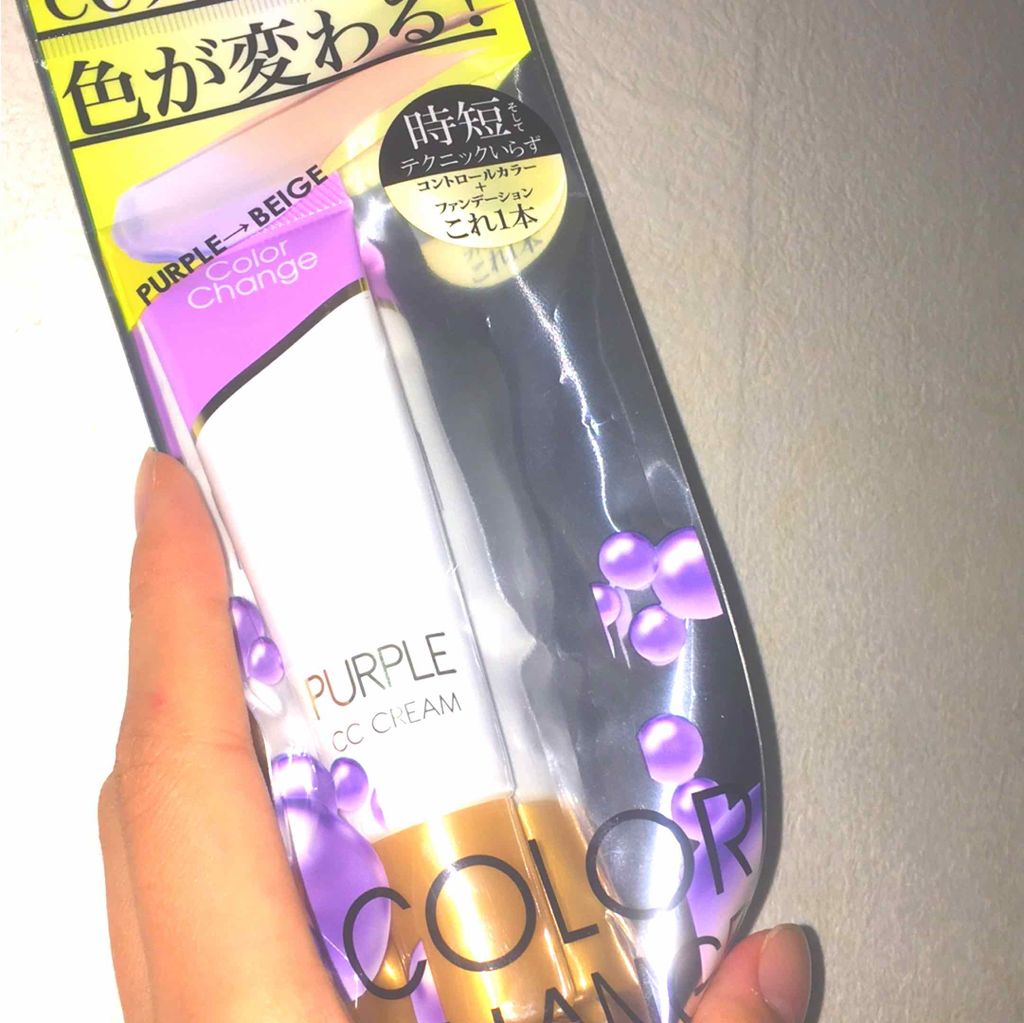 色が変わる!
時短そして
テクニックいらず
コントロールカラー
+
ファンデーション
これ1本
PURPLE→BEIGE
Color
Change
PURPLE
CC CREAM
COLOR